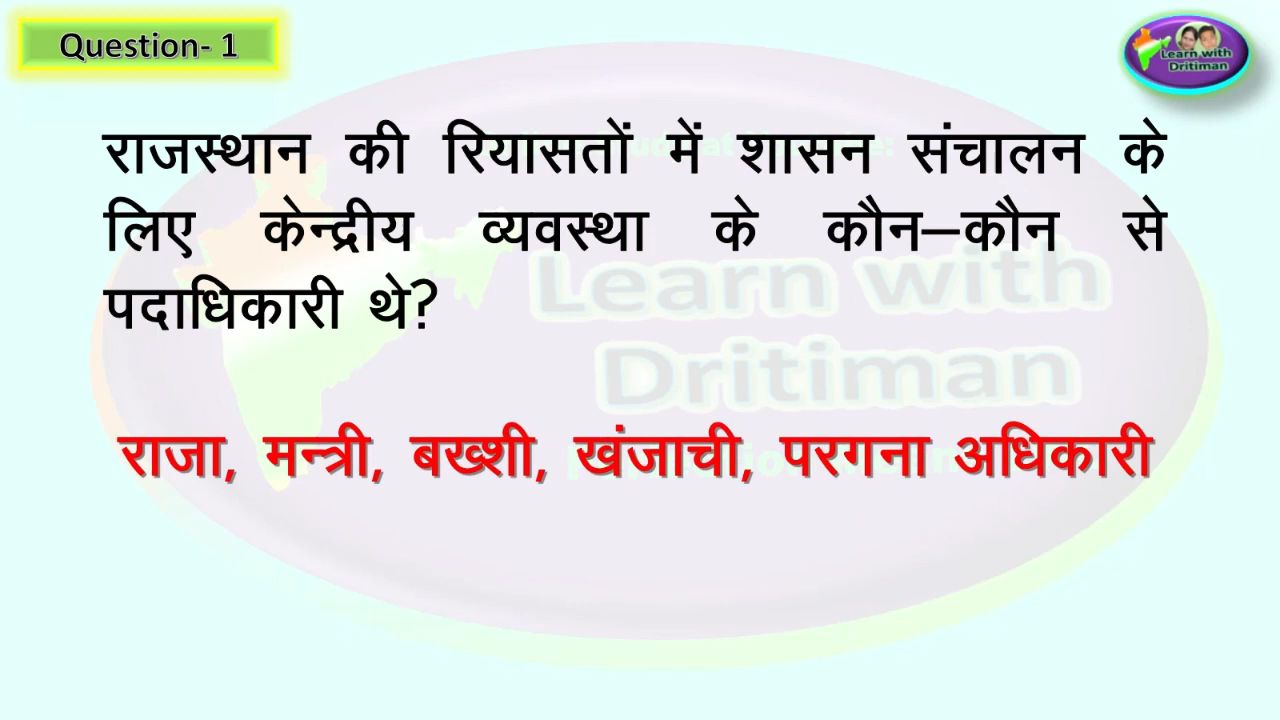 Question- 1
Learn with
Dritiman
राजस्थान की रियासतों में शासन संचालन के
लिए केन्द्रीय व्यवस्था के कौन–कौन से
पदाधिकारी थे?
Learn with
Dritiman
राजा, मन्त्री, बख्शी, खंजाची, परगना अधिकारी